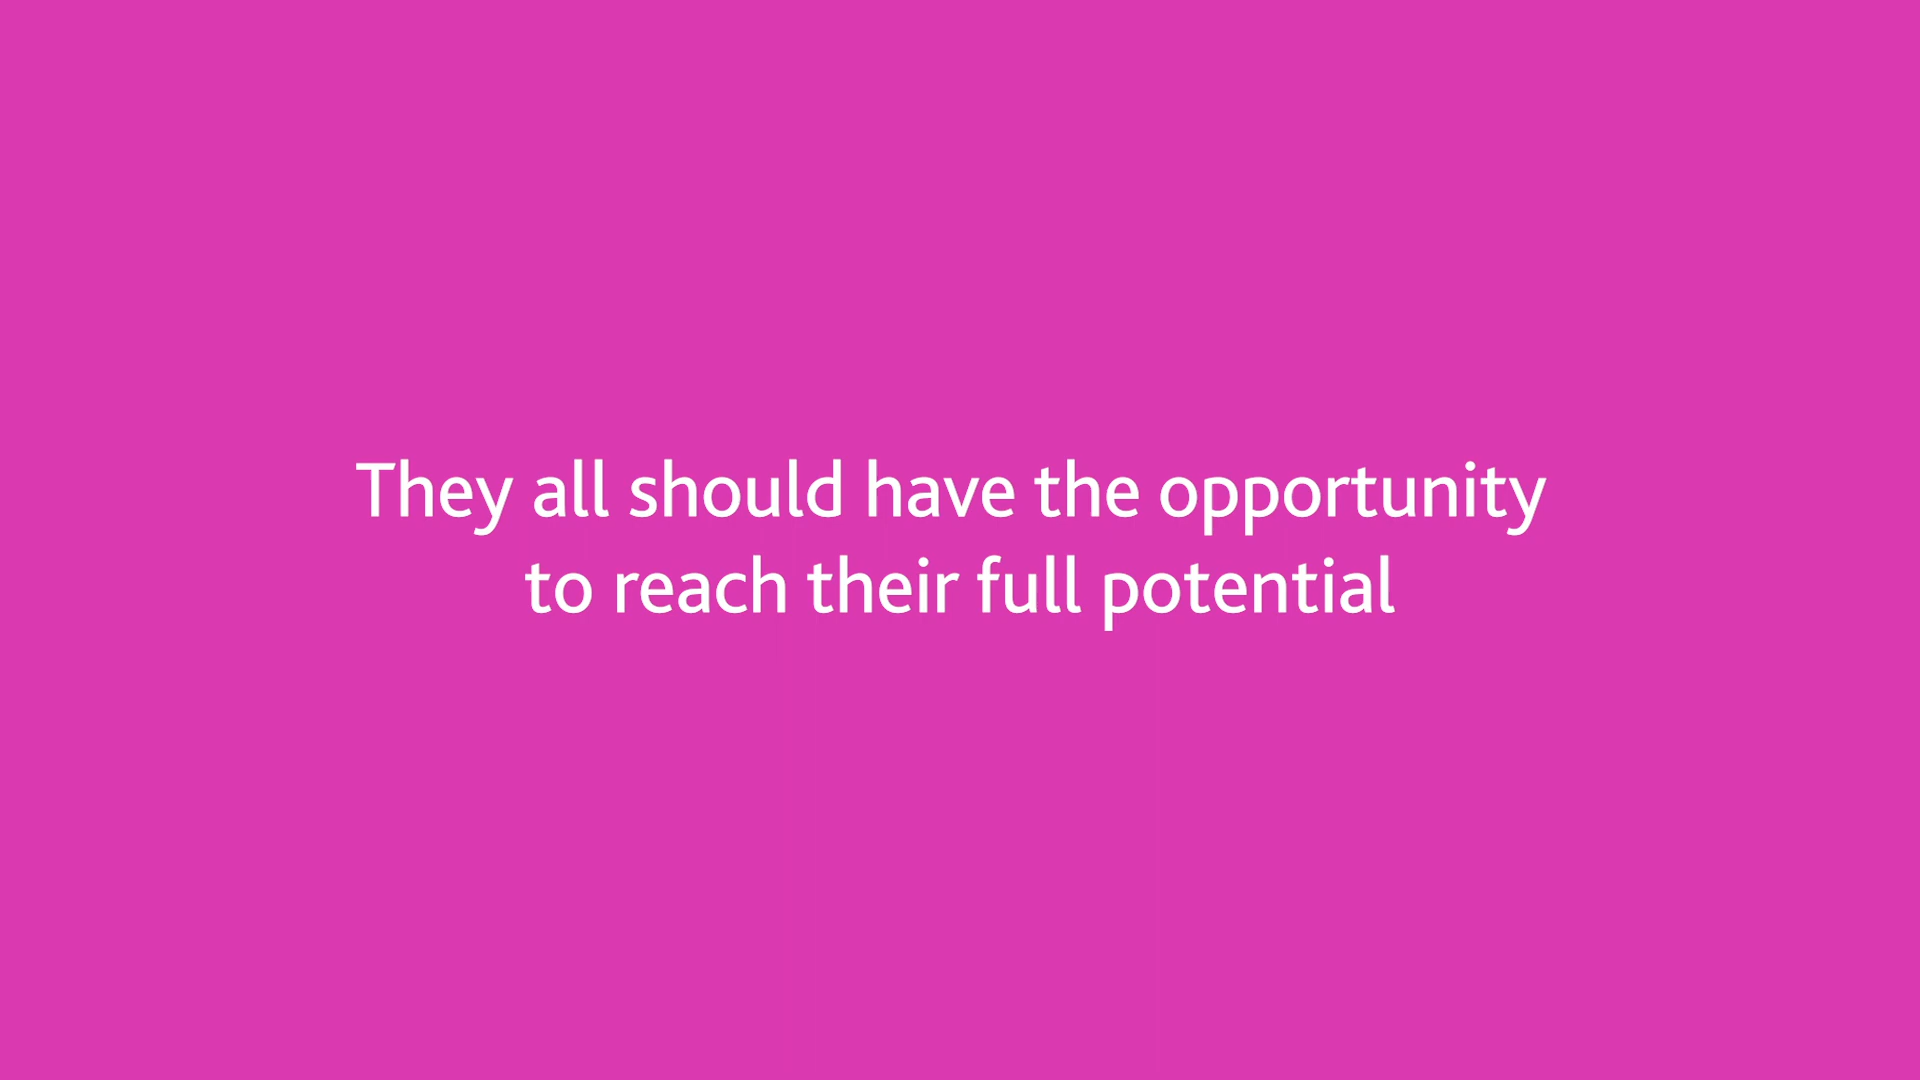 They all should have the opportunity
to reach their full potential